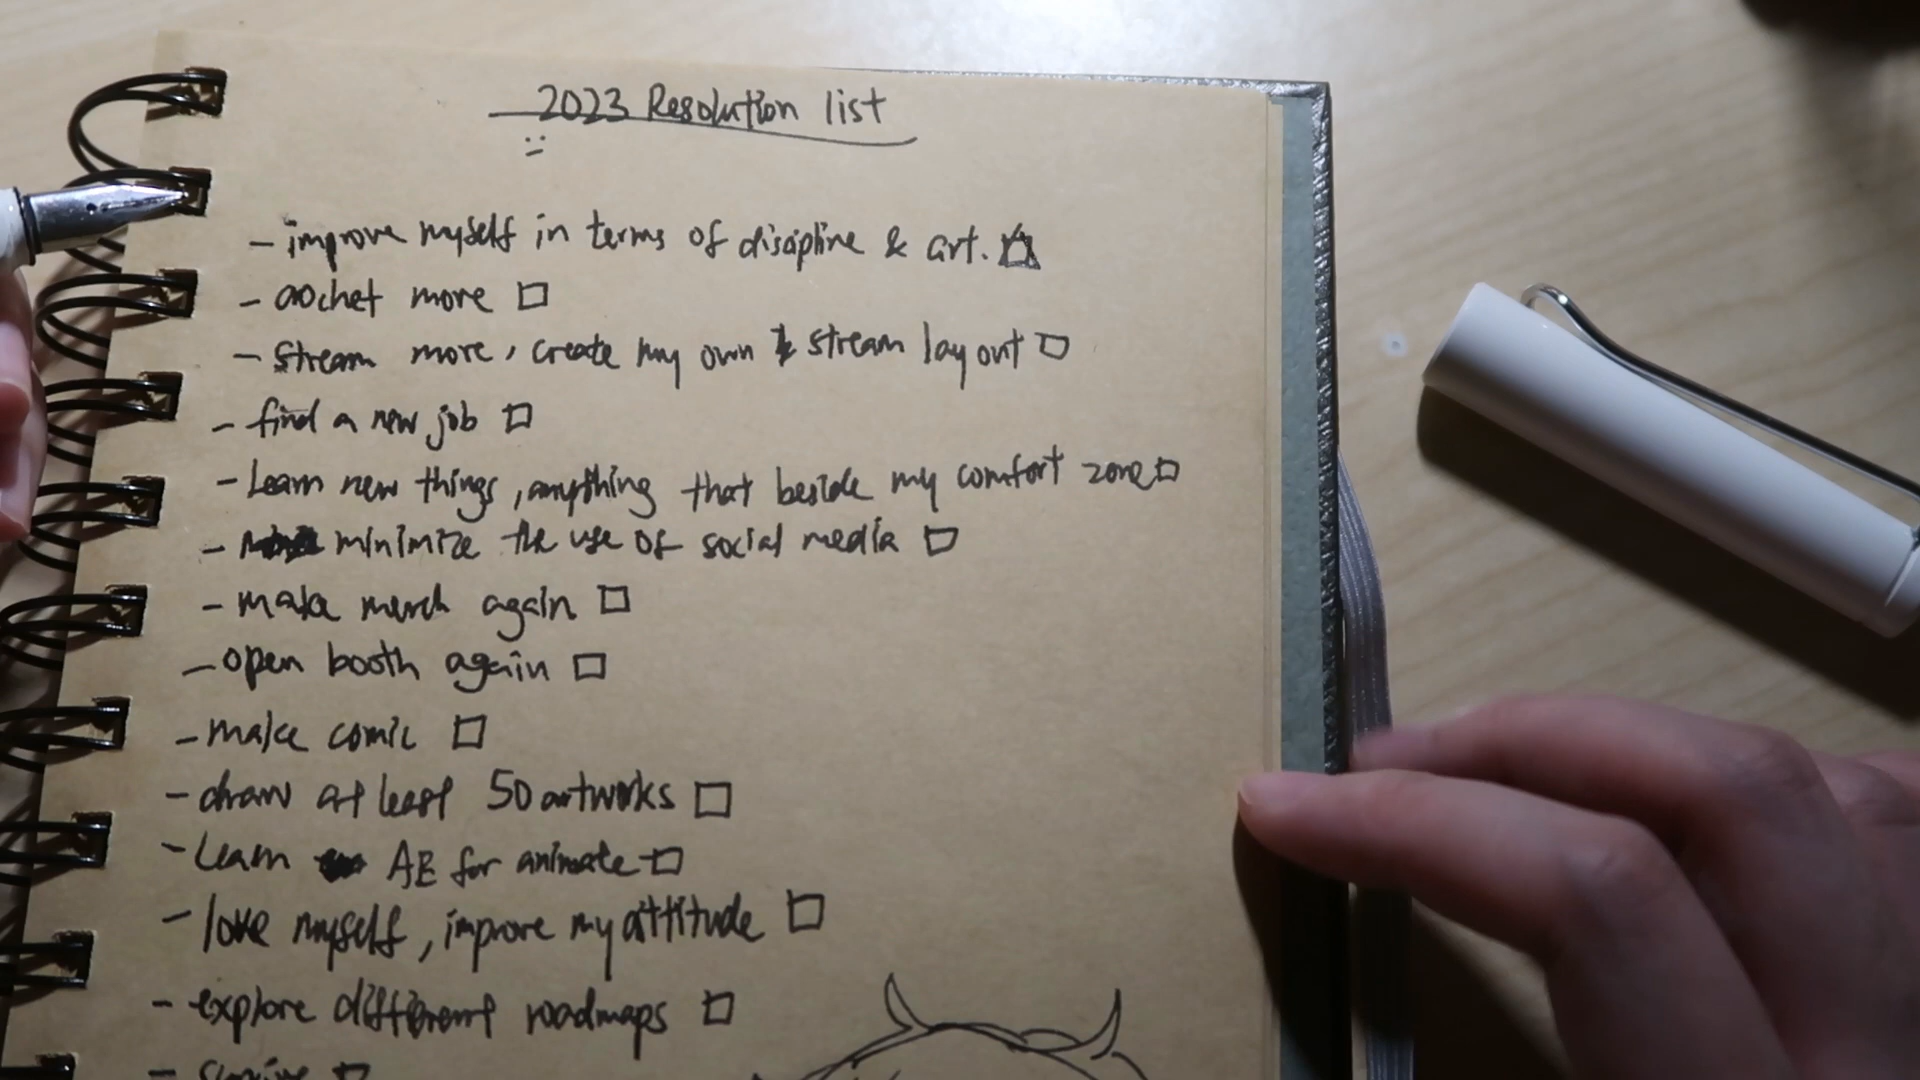 2023 Resolution list
- improve myself in terms of discipline & art.
- crochet more
- stream more, create my own stream layout
- find a new job
- Learn new things, anything that beside my comfort zone
- minimize the use of social media
- make merch again
- open booth again
- make comic
- draw at least 50 artworks
- Learn AE for animate
- love myself, improve my attitude
- explore different roadmaps